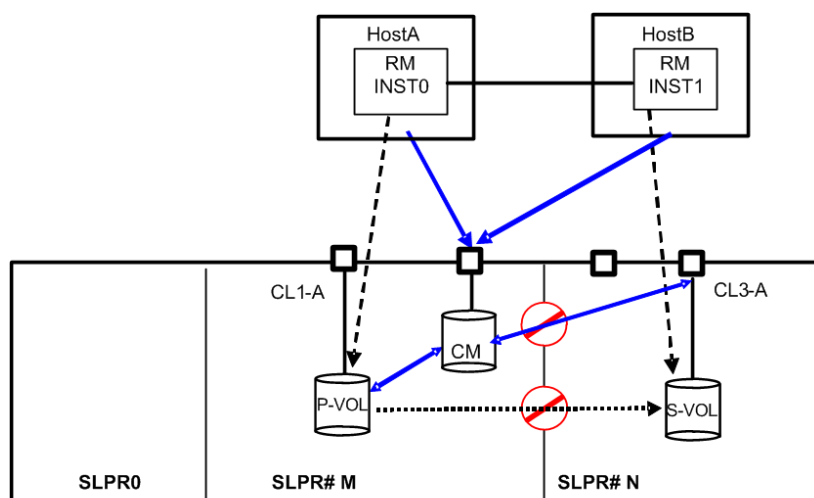 HostA
HostB
RM
INST0
RM
INST1
CL1-A
CL3-A
CM
P-VOL
S-VOL
SLPR0
SLPR# M
SLPR# N